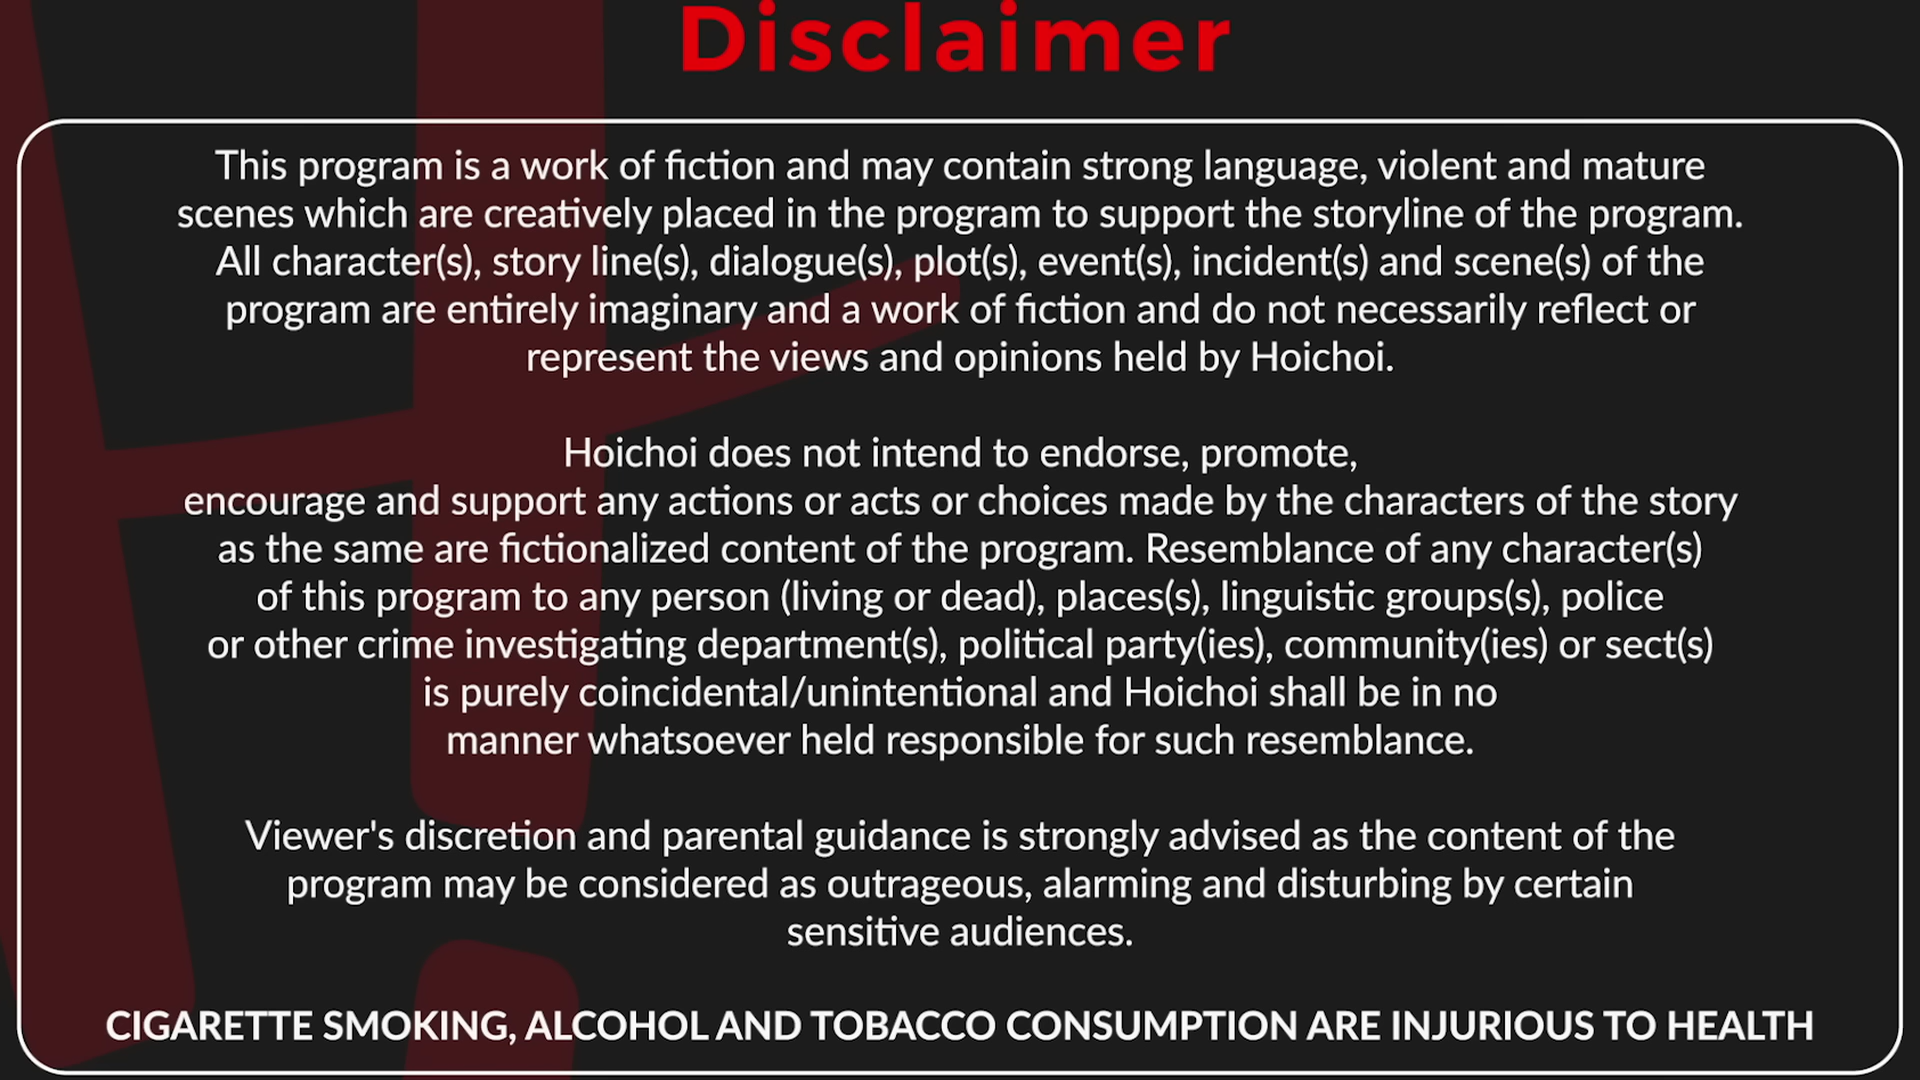 Disclaimer
This program is a work of fiction and may contain strong language, violent and mature
scenes which are creatively placed in the program to support the storyline of the program.
All character(s), story line(s), dialogue(s), plot(s), event(s), incident(s) and scene(s) of the
program are entirely imaginary and a work of fiction and do not necessarily reflect or
represent the views and opinions held by Hoichoi.
Hoichoi does not intend to endorse, promote,
encourage and support any actions or acts or choices made by the characters of the story
as the same are fictionalized content of the program. Resemblance of any character(s)
of this program to any person (living or dead), places(s), linguistic groups(s), police
or other crime investigating department(s), political party(ies), community(ies) or sect(s)
is purely coincidental/unintentional and Hoichoi shall be in no
manner whatsoever held responsible for such resemblance.
Viewer's discretion and parental guidance is strongly advised as the content of the
program may be considered as outrageous, alarming and disturbing by certain
sensitive audiences.
CIGARETTE SMOKING, ALCOHOL AND TOBACCO CONSUMPTION ARE INJURIOUS TO HEALTH